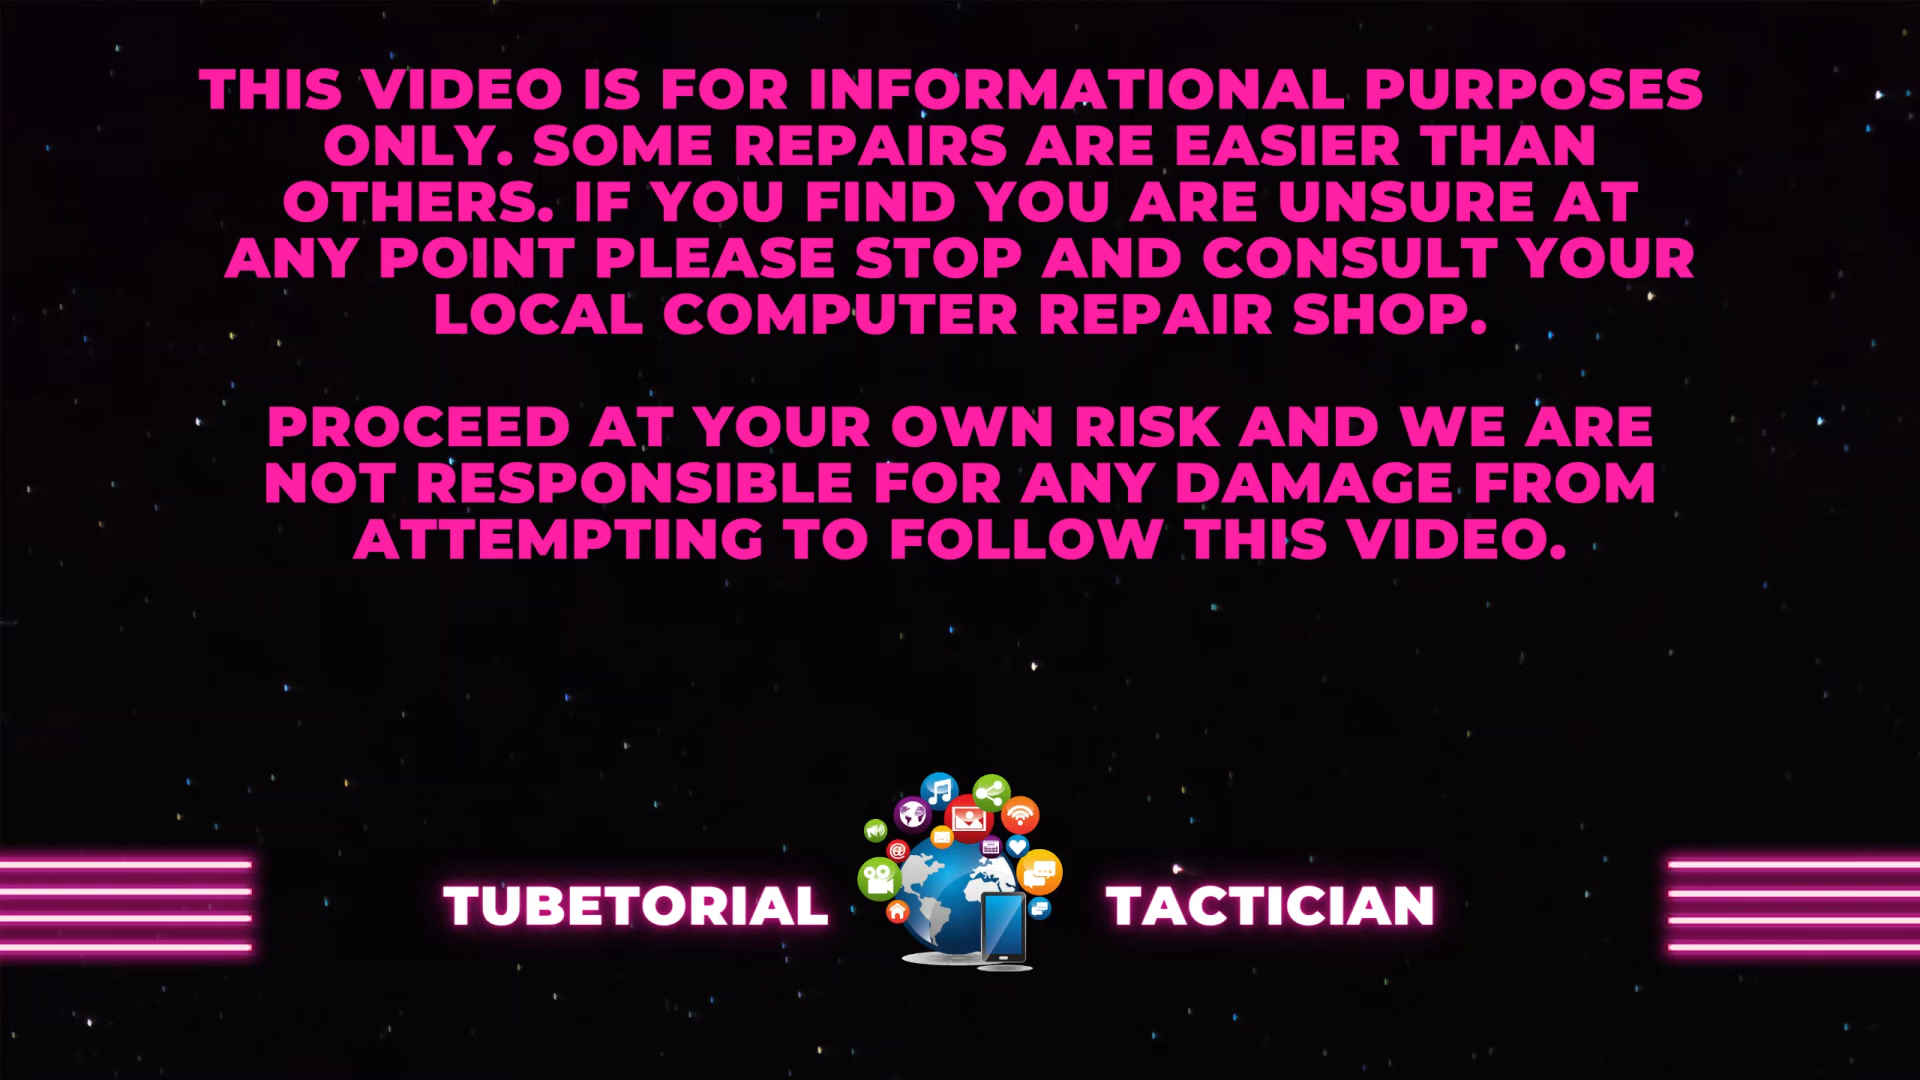 THIS VIDEO IS FOR INFORMATIONAL PURPOSES
ONLY. SOME REPAIRS ARE EASIER THAN
OTHERS. IF YOU FIND YOU ARE UNSURE AT
ANY POINT PLEASE STOP AND CONSULT YOUR
LOCAL COMPUTER REPAIR SHOP.
PROCEED AT YOUR OWN RISK AND WE ARE
NOT RESPONSIBLE FOR ANY DAMAGE FROM
ATTEMPTING TO FOLLOW THIS VIDEO.
TUBETORIAL TACTICIAN